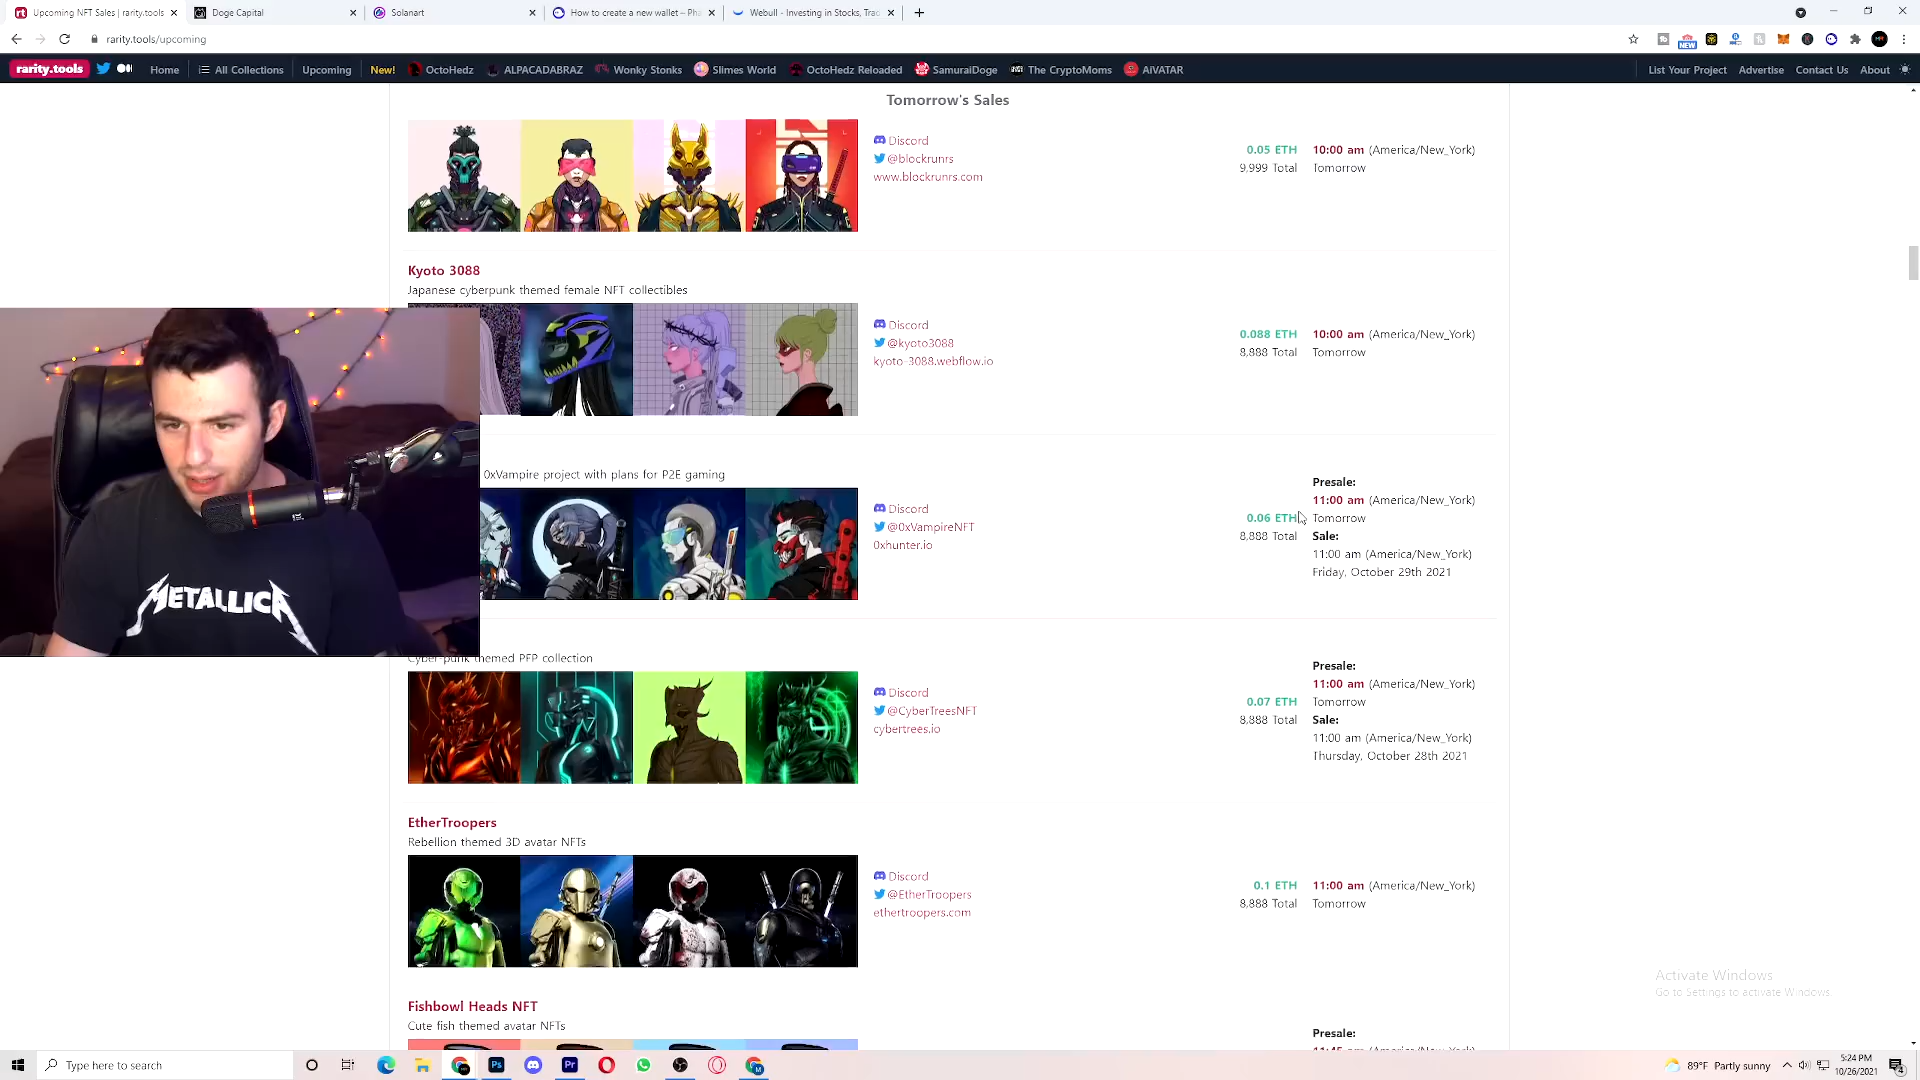 Upcoming NFT Sales | rarity.tools
Doge Capital
Solanart
How to create a new wallet – Pha
Webull - Investing in Stocks, Trad
rarity.tools/upcoming
rarity.tools
Home
All Collections
Upcoming
New!
OctoHedz
ALPACADABRAZ
Wonky Stonks
Slimes World
OctoHedz Reloaded
SamuraiDoge
The CryptoMoms
AiVATAR
List Your Project
Advertise
Contact Us
About
Tomorrow's Sales
Discord
@blockrunrs
www.blockrunrs.com
0.05 ETH
9,999 Total
10:00 am (America/New_York)
Tomorrow
Kyoto 3088
Japanese cyberpunk themed female NFT collectibles
Discord
@kyoto3088
kyoto-3088.webflow.io
0.088 ETH
8,888 Total
10:00 am (America/New_York)
Tomorrow
0xVampire project with plans for P2E gaming
Discord
@0xVampireNFT
0xhunter.io
0.06 ETH
8,888 Total
Presale:
11:00 am (America/New_York)
Tomorrow
Sale:
11:00 am (America/New_York)
Friday, October 29th 2021
METALLICA
Cyber-punk themed PFP collection
Discord
@CyberTreesNFT
cybertrees.io
0.07 ETH
8,888 Total
Presale:
11:00 am (America/New_York)
Tomorrow
Sale:
11:00 am (America/New_York)
Thursday, October 28th 2021
EtherTroopers
Rebellion themed 3D avatar NFTs
Discord
@EtherTroopers
ethertroopers.com
0.1 ETH
8,888 Total
11:00 am (America/New_York)
Tomorrow
Fishbowl Heads NFT
Cute fish themed avatar NFTs
Presale:
Activate Windows
Go to Settings to activate Windows.
Type here to search
89°F Partly sunny
5:24 PM
10/26/2021